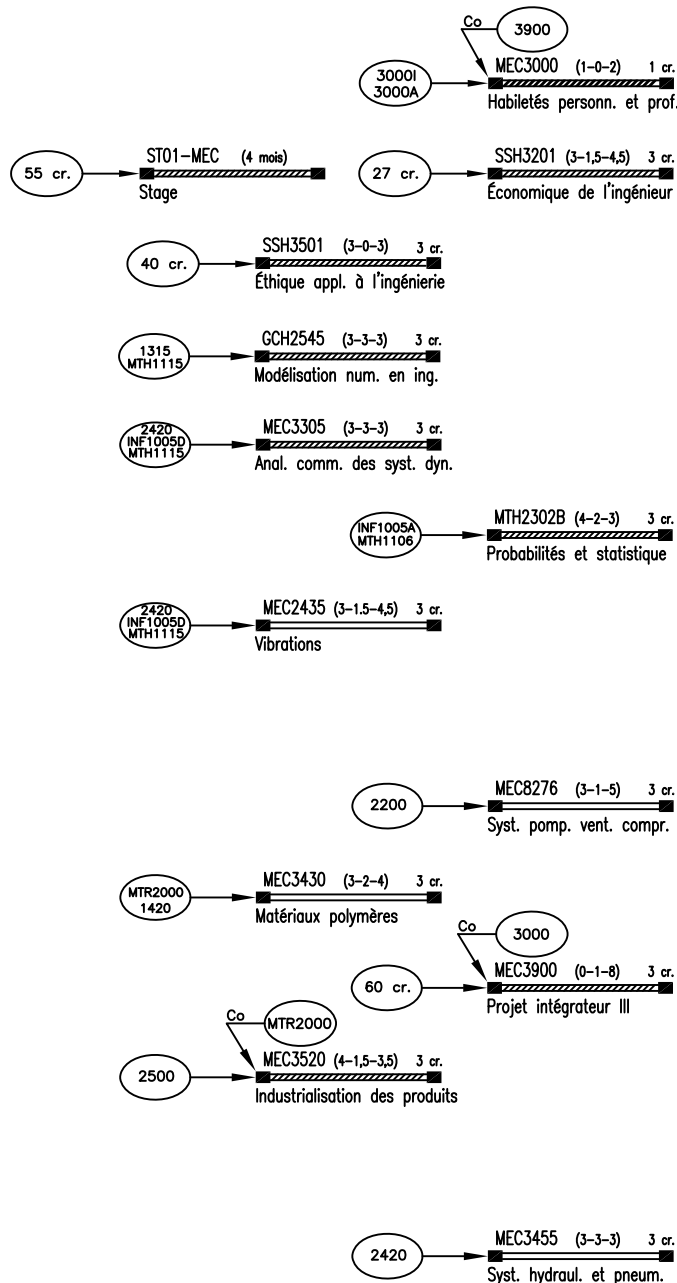 Co
3900
3000I
3000A
MEC3000 (1-0-2) 1 cr.
Habiletés personn. et prof.
55 cr.
ST01-MEC (4 mois)
Stage
27 cr.
SSH3201 (3-1,5-4,5) 3 cr.
Économique de l'ingénieur
40 cr.
SSH3501 (3-0-3) 3 cr.
Éthique appl. à l'ingénierie
1315
MTH1115
GCH2545 (3-3-3) 3 cr.
Modélisation num. en ing.
2420
INF1005D
MTH1115
MEC3305 (3-3-3) 3 cr.
Anal. comm. des syst. dyn.
INF1005A
MTH1106
MTH2302B (4-2-3) 3 cr.
Probabilités et statistique
2420
INF1005D
MTH1115
MEC2435 (3-1.5-4,5) 3 cr.
Vibrations
2200
MEC8276 (3-1-5) 3 cr.
Syst. pomp. vent. compr.
MTR2000
1420
MEC3430 (3-2-4) 3 cr.
Matériaux polymères
Co
3000
60 cr.
MEC3900 (0-1-8) 3 cr.
Projet intégrateur III
Co
MTR2000
2500
MEC3520 (4-1,5-3,5) 3 cr.
Industrialisation des produits
2420
MEC3455 (3-3-3) 3 cr.
Syst. hydraul. et pneum.